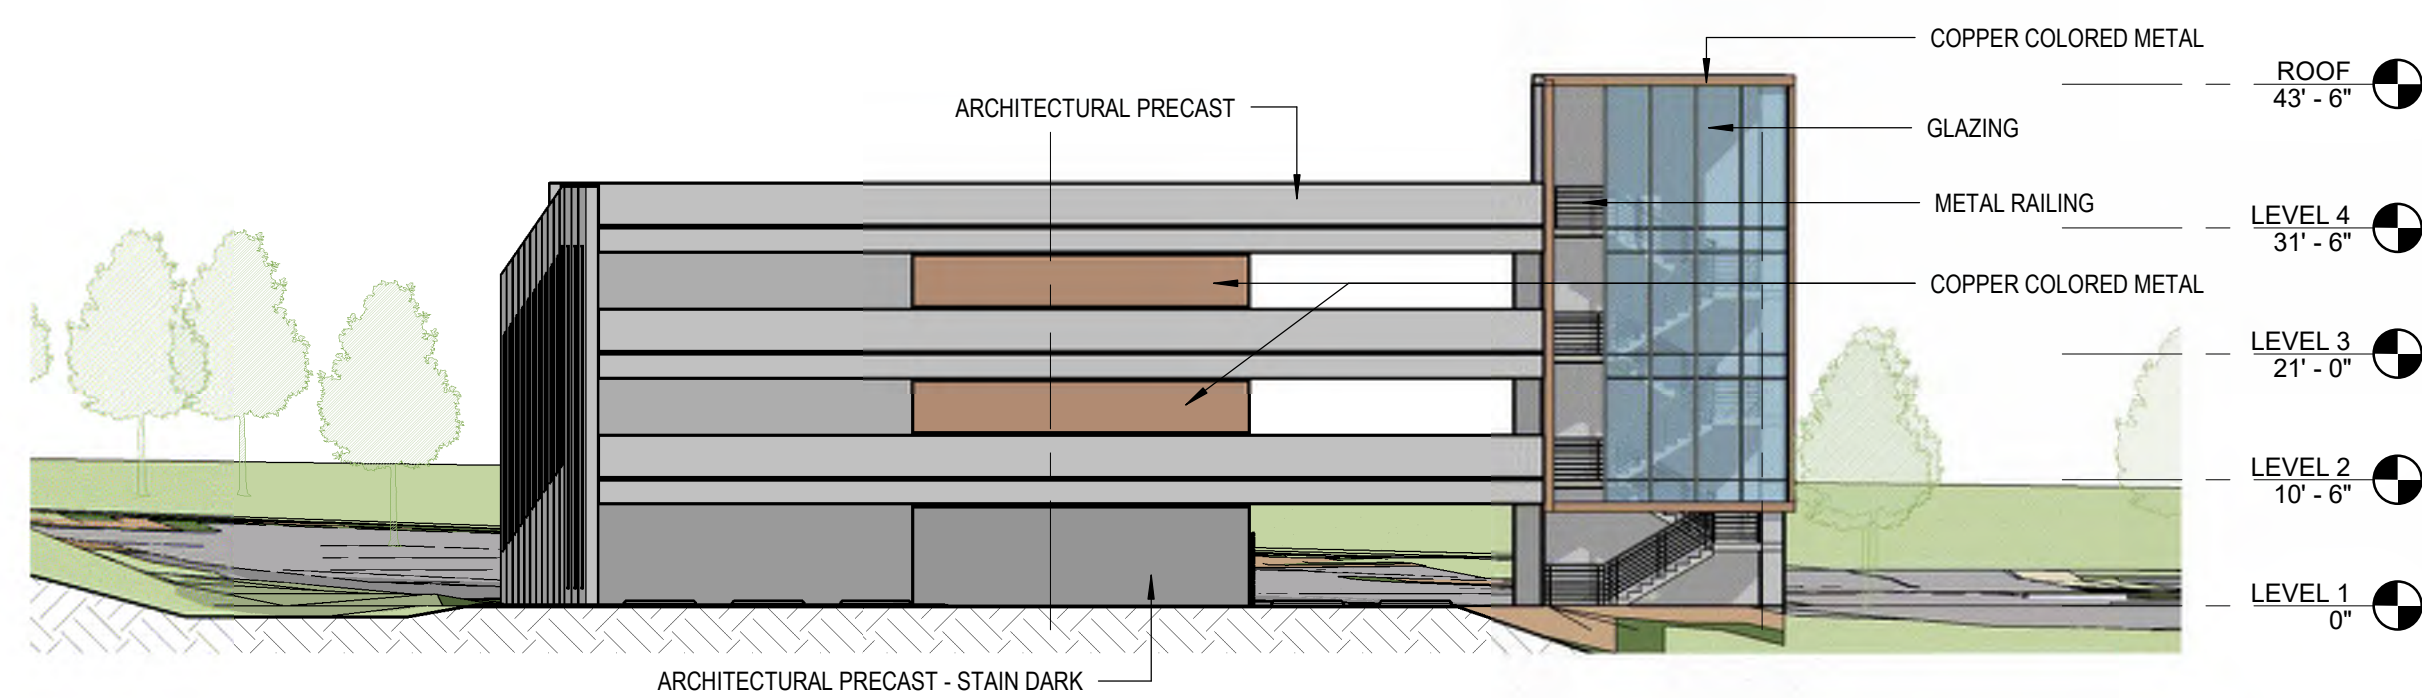 COPPER COLORED METAL
ROOF
43' - 6"
ARCHITECTURAL PRECAST
GLAZING
METAL RAILING
LEVEL 4
31' - 6"
COPPER COLORED METAL
LEVEL 3
21' - 0"
LEVEL 2
10' - 6"
LEVEL 1
0"
ARCHITECTURAL PRECAST - STAIN DARK